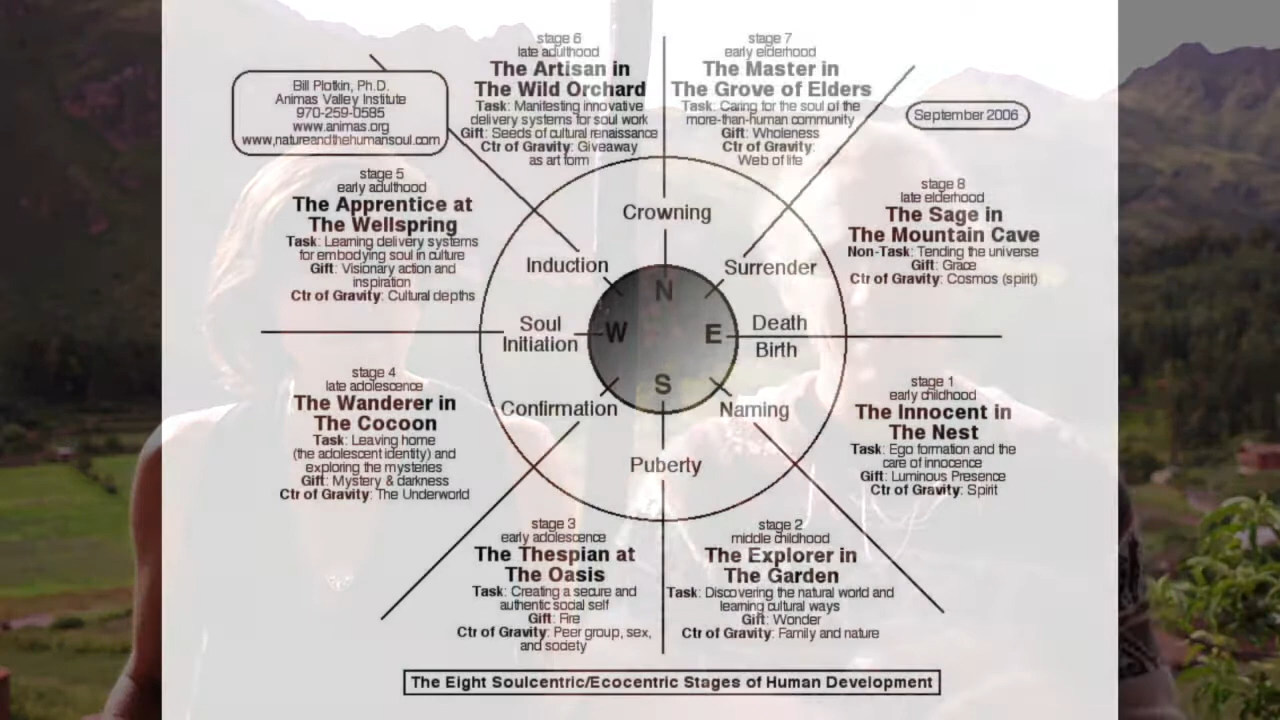 Bill Plotkin, Ph.D.
Animas Valley Institute
970-259-0585
www.animas.org
www.natureandthehumansoul.com
stage 6
late adulthood
The Artisan in
The Wild Orchard
Task: Manifesting innovative
delivery systems for soul work
Gift: Seeds of cultural renaissance
Ctr of Gravity: Giveaway
as art form
stage 7
early elderhood
The Master in
The Grove of Elders
Task: Caring for the soul of the
more-than-human community
Gift: Wholeness
Ctr of Gravity:
Web of life
September 2006
stage 5
early adulthood
The Apprentice at
The Wellspring
Task: Learning delivery systems
for embodying soul in culture
Gift: Visionary action and
inspiration
Ctr of Gravity: Cultural depths
stage 8
late elderhood
The Sage in
The Mountain Cave
Non-Task: Tending the universe
Gift: Grace
Ctr of Gravity: Cosmos (spirit)
Crowning
Induction
Surrender
N
Soul
Initiation
W
E
Death
Birth
S
Confirmation
Naming
Puberty
stage 4
late adolescence
The Wanderer in
The Cocoon
Task: Leaving home
(the adolescent identity) and
exploring the mysteries
Gift: Mystery & darkness
Ctr of Gravity: The Underworld
stage 1
early childhood
The Innocent in
The Nest
Task: Ego formation and the
care of innocence
Gift: Luminous Presence
Ctr of Gravity: Spirit
stage 3
early adolescence
The Thespian at
The Oasis
Task: Creating a secure and
authentic social self
Gift: Fire
Ctr of Gravity: Peer group, sex,
and society
stage 2
middle childhood
The Explorer in
The Garden
Task: Discovering the natural world and
learning cultural ways
Gift: Wonder
Ctr of Gravity: Family and nature
The Eight Soulcentric/Ecocentric Stages of Human Development